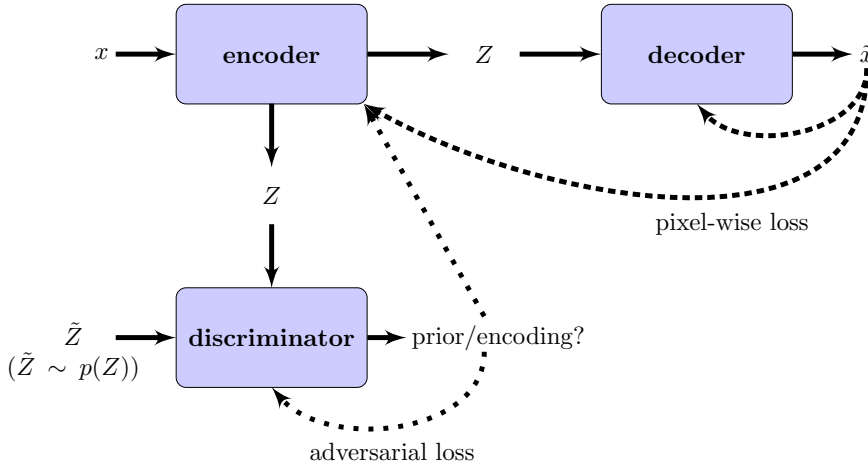 x
encoder
Z
decoder
x̃
Z
pixel-wise loss
Z̃
(Z̃ ∼ p(Z))
discriminator
prior/encoding?
adversarial loss